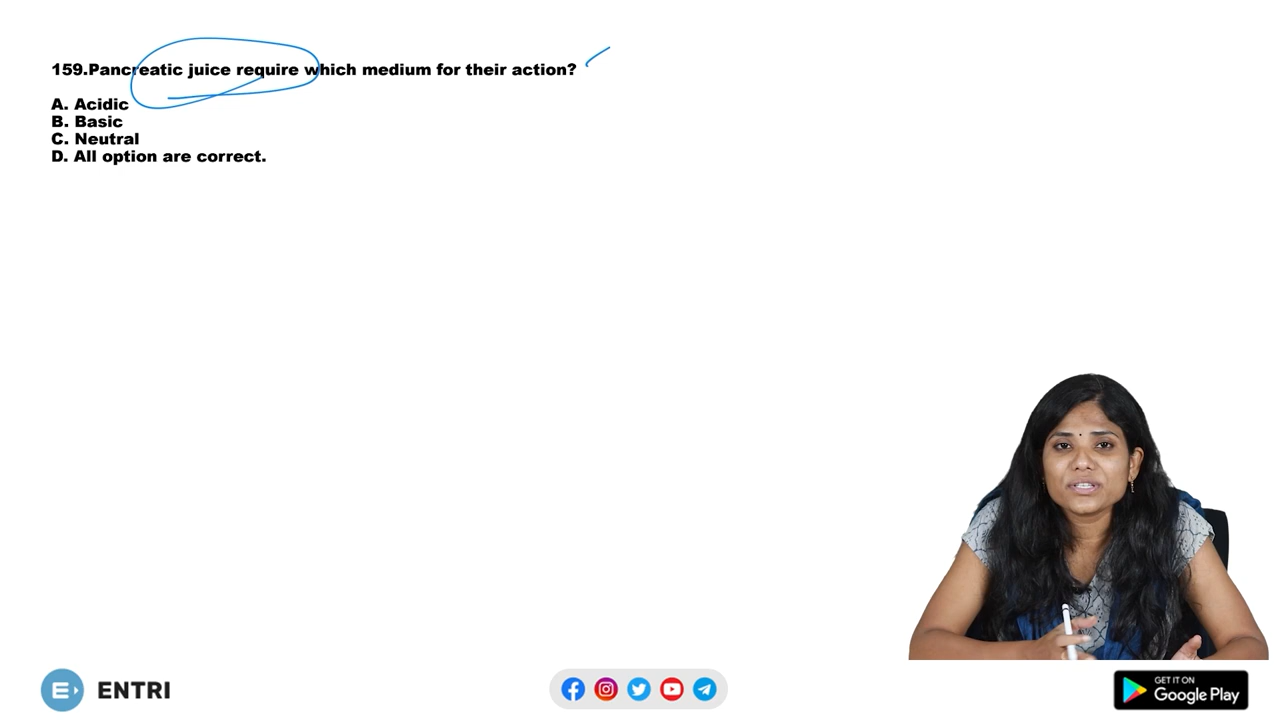 159.Pancreatic juice require which medium for their action?
A. Acidic
B. Basic
C. Neutral
D. All option are correct.
E ENTRI
GET IT ON
Google Play